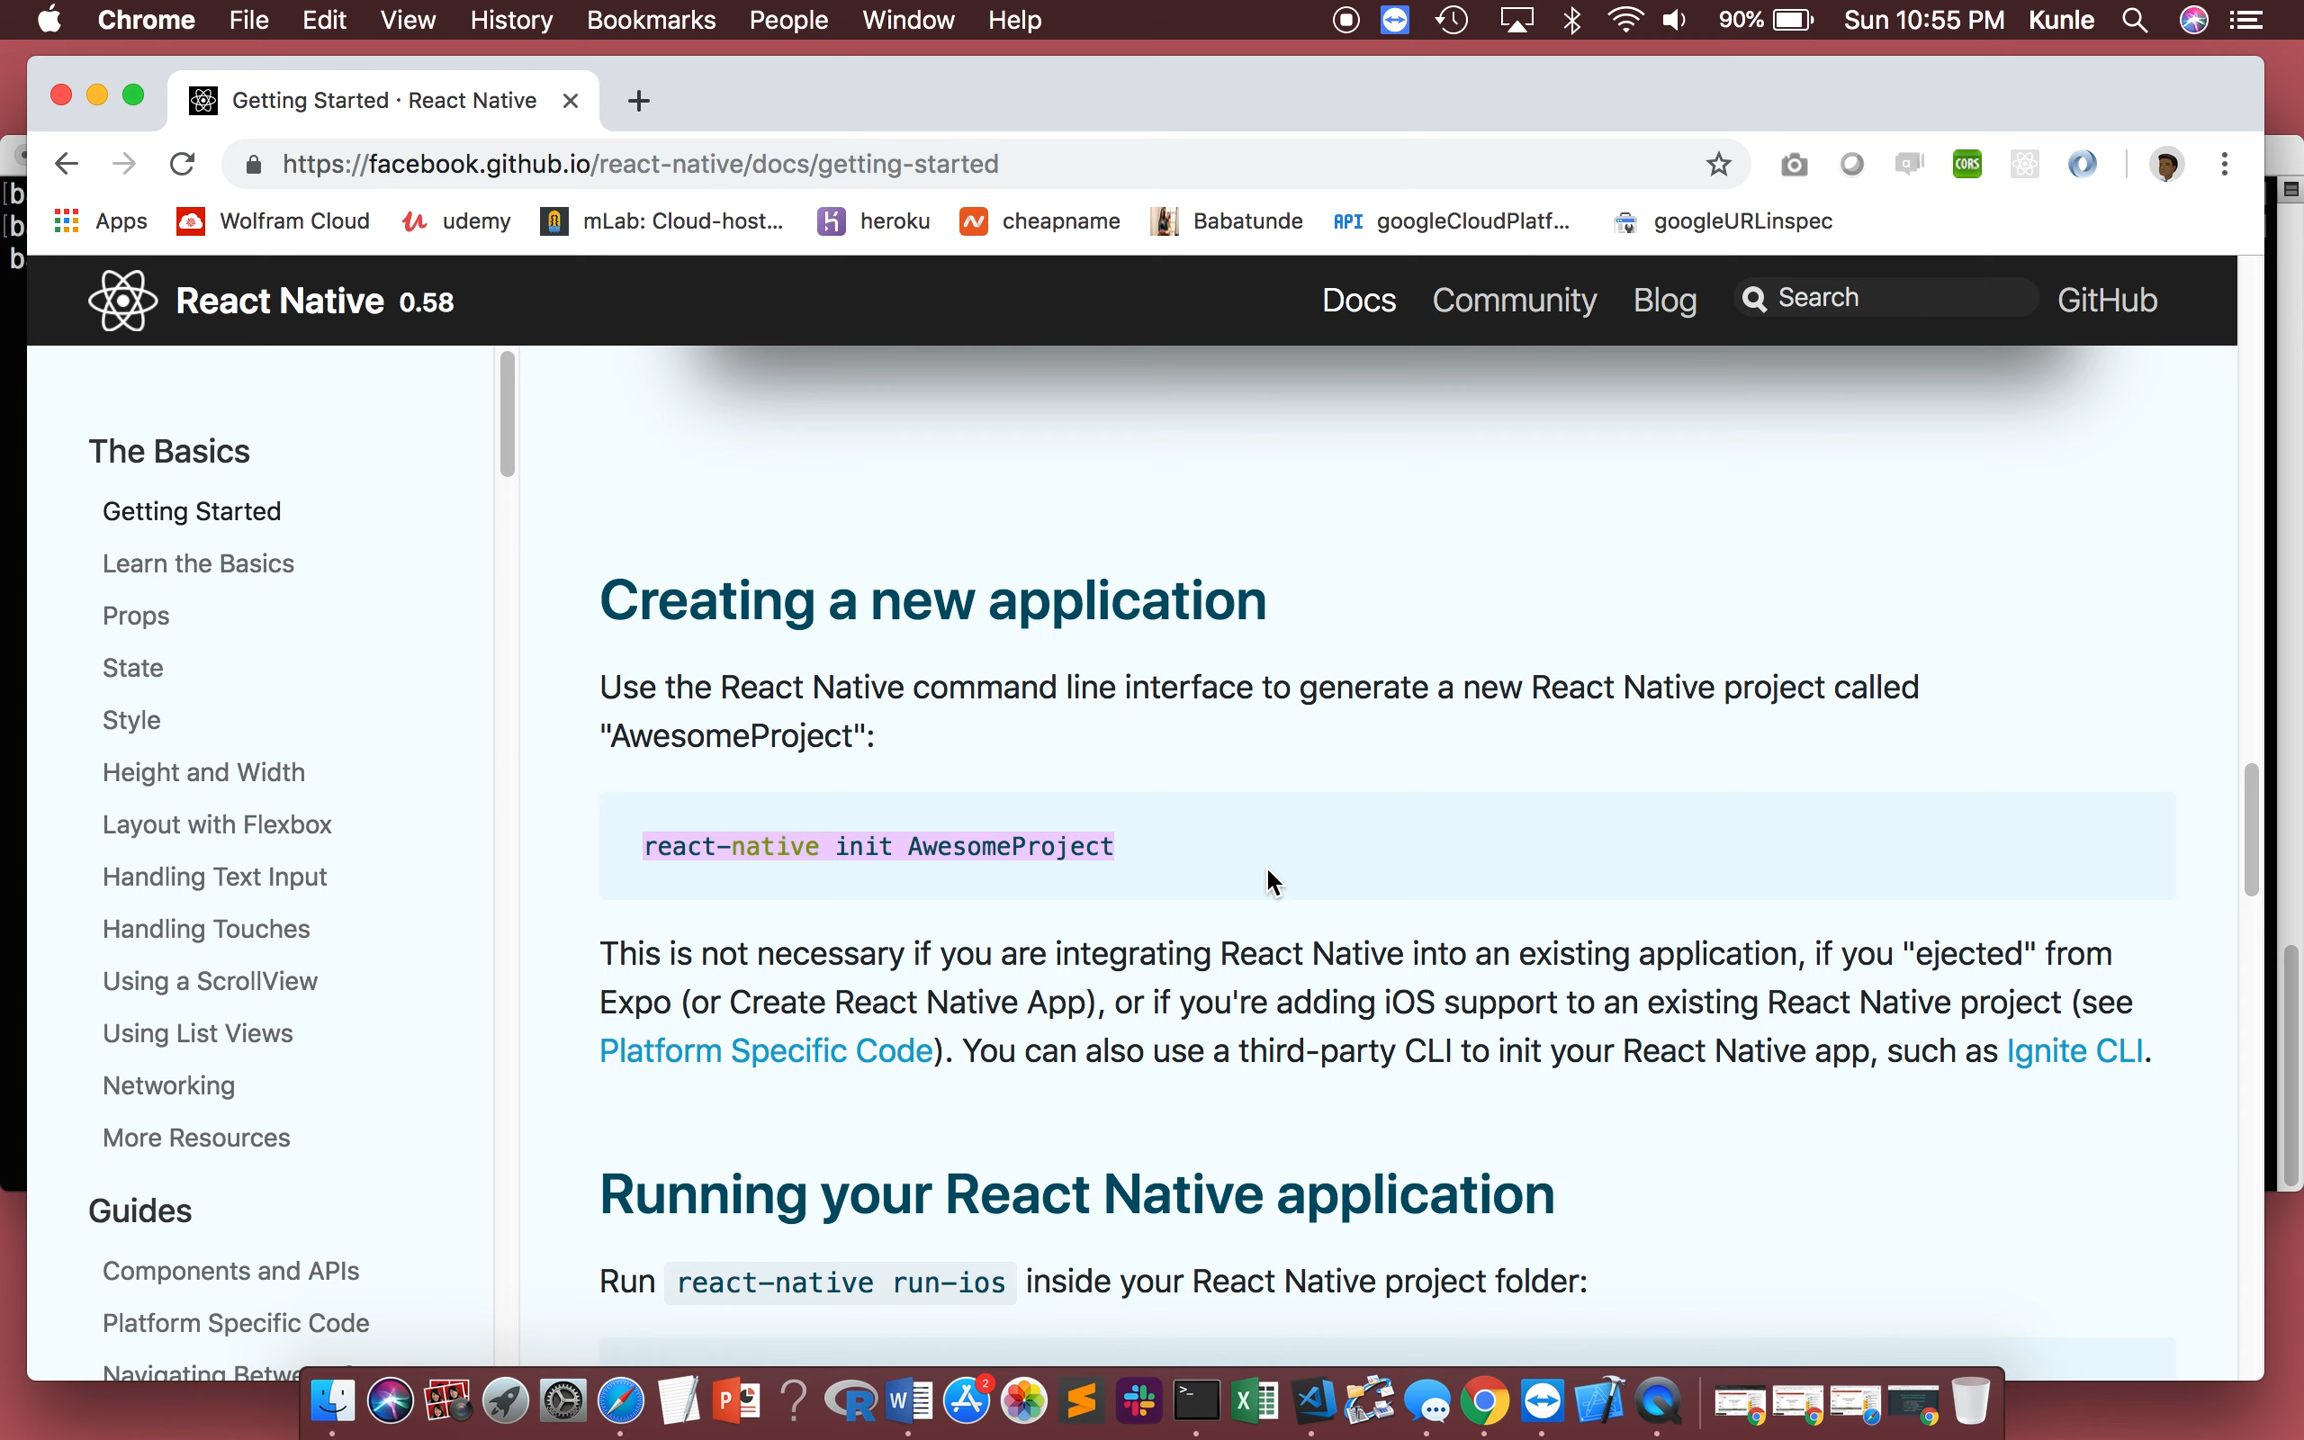 Chrome File Edit View History Bookmarks People Window Help 90% Sun 10:55 PM Kunle
Getting Started · React Native
https://facebook.github.io/react-native/docs/getting-started
CORS
Apps Wolfram Cloud udemy mLab: Cloud-host... heroku cheapname Babatunde API googleCloudPlatf... googleURLinspec
[b
[b
b
React Native 0.58 Docs Community Blog Search GitHub
The Basics
Getting Started
Learn the Basics
Props
State
Style
Height and Width
Layout with Flexbox
Handling Text Input
Handling Touches
Using a ScrollView
Using List Views
Networking
More Resources
Guides
Components and APIs
Platform Specific Code
Creating a new application
Use the React Native command line interface to generate a new React Native project called
"AwesomeProject":
react-native init AwesomeProject
This is not necessary if you are integrating React Native into an existing application, if you "ejected" from
Expo (or Create React Native App), or if you're adding iOS support to an existing React Native project (see
Platform Specific Code). You can also use a third-party CLI to init your React Native app, such as Ignite CLI.
Running your React Native application
Run react-native run-ios inside your React Native project folder:
2